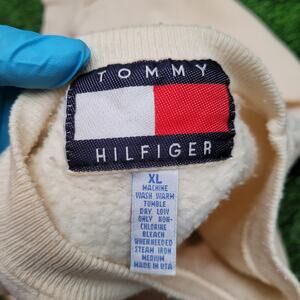 TOMMY
HILFIGER
XL
MACHINE
WASH WARM
TUMBLE
DRY LOW
ONLY NON-
CHLORINE
BLEACH
WHEN NEEDED
STEAM IRON
MEDIUM
MADE IN USA